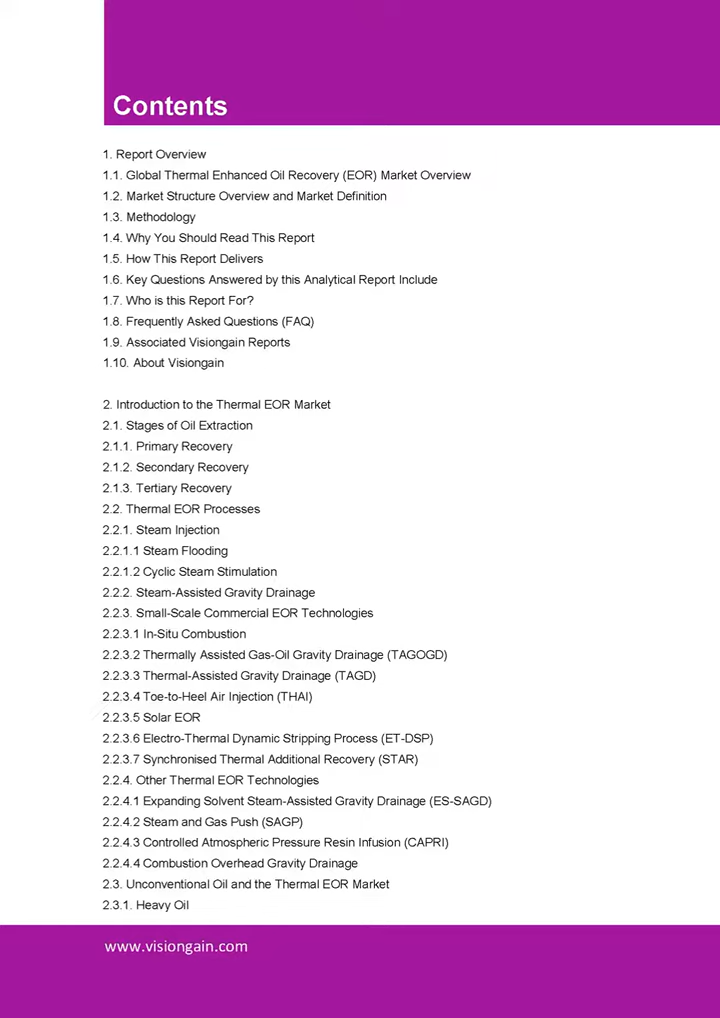 Contents
1. Report Overview
1.1. Global Thermal Enhanced Oil Recovery (EOR) Market Overview
1.2. Market Structure Overview and Market Definition
1.3. Methodology
1.4. Why You Should Read This Report
1.5. How This Report Delivers
1.6. Key Questions Answered by this Analytical Report Include
1.7. Who is this Report For?
1.8. Frequently Asked Questions (FAQ)
1.9. Associated Visiongain Reports
1.10. About Visiongain
2. Introduction to the Thermal EOR Market
2.1. Stages of Oil Extraction
2.1.1. Primary Recovery
2.1.2. Secondary Recovery
2.1.3. Tertiary Recovery
2.2. Thermal EOR Processes
2.2.1. Steam Injection
2.2.1.1 Steam Flooding
2.2.1.2 Cyclic Steam Stimulation
2.2.2. Steam-Assisted Gravity Drainage
2.2.3. Small-Scale Commercial EOR Technologies
2.2.3.1 In-Situ Combustion
2.2.3.2 Thermally Assisted Gas-Oil Gravity Drainage (TAGOGD)
2.2.3.3 Thermal-Assisted Gravity Drainage (TAGD)
2.2.3.4 Toe-to-Heel Air Injection (THAI)
2.2.3.5 Solar EOR
2.2.3.6 Electro-Thermal Dynamic Stripping Process (ET-DSP)
2.2.3.7 Synchronised Thermal Additional Recovery (STAR)
2.2.4. Other Thermal EOR Technologies
2.2.4.1 Expanding Solvent Steam-Assisted Gravity Drainage (ES-SAGD)
2.2.4.2 Steam and Gas Push (SAGP)
2.2.4.3 Controlled Atmospheric Pressure Resin Infusion (CAPRI)
2.2.4.4 Combustion Overhead Gravity Drainage
2.3. Unconventional Oil and the Thermal EOR Market
2.3.1. Heavy Oil
www.visiongain.com